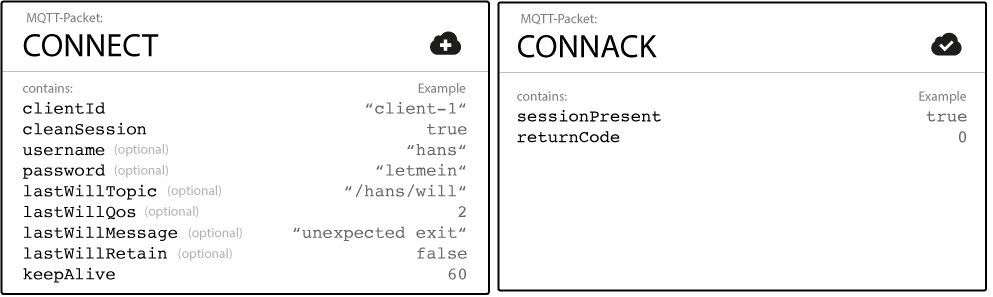 MQTT-Packet:
CONNECT
contains: Example
clientId “client-1“
cleanSession true
username (optional) “hans“
password (optional) “letmein“
lastWillTopic (optional) “/hans/will“
lastWillQos (optional) 2
lastWillMessage (optional) “unexpected exit“
lastWillRetain (optional) false
keepAlive 60
MQTT-Packet:
CONNACK
contains: Example
sessionPresent true
returnCode 0